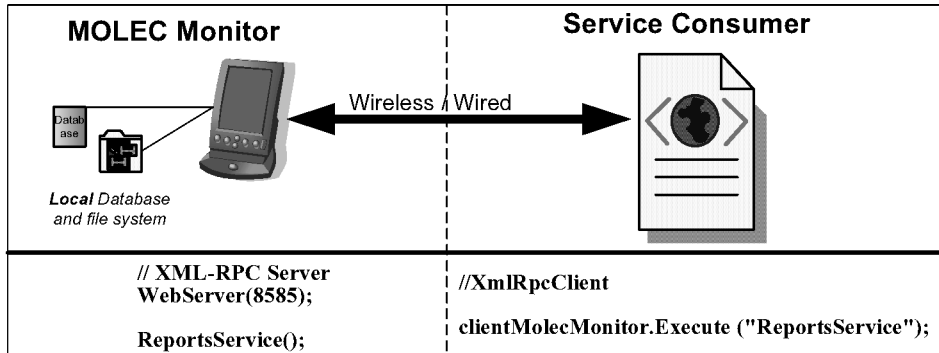 MOLEC Monitor
Service Consumer
Wireless / Wired
Datab
ase
Local Database
and file system
// XML-RPC Server
WebServer(8585);
ReportsService();
//XmlRpcClient
clientMolecMonitor.Execute ("ReportsService");